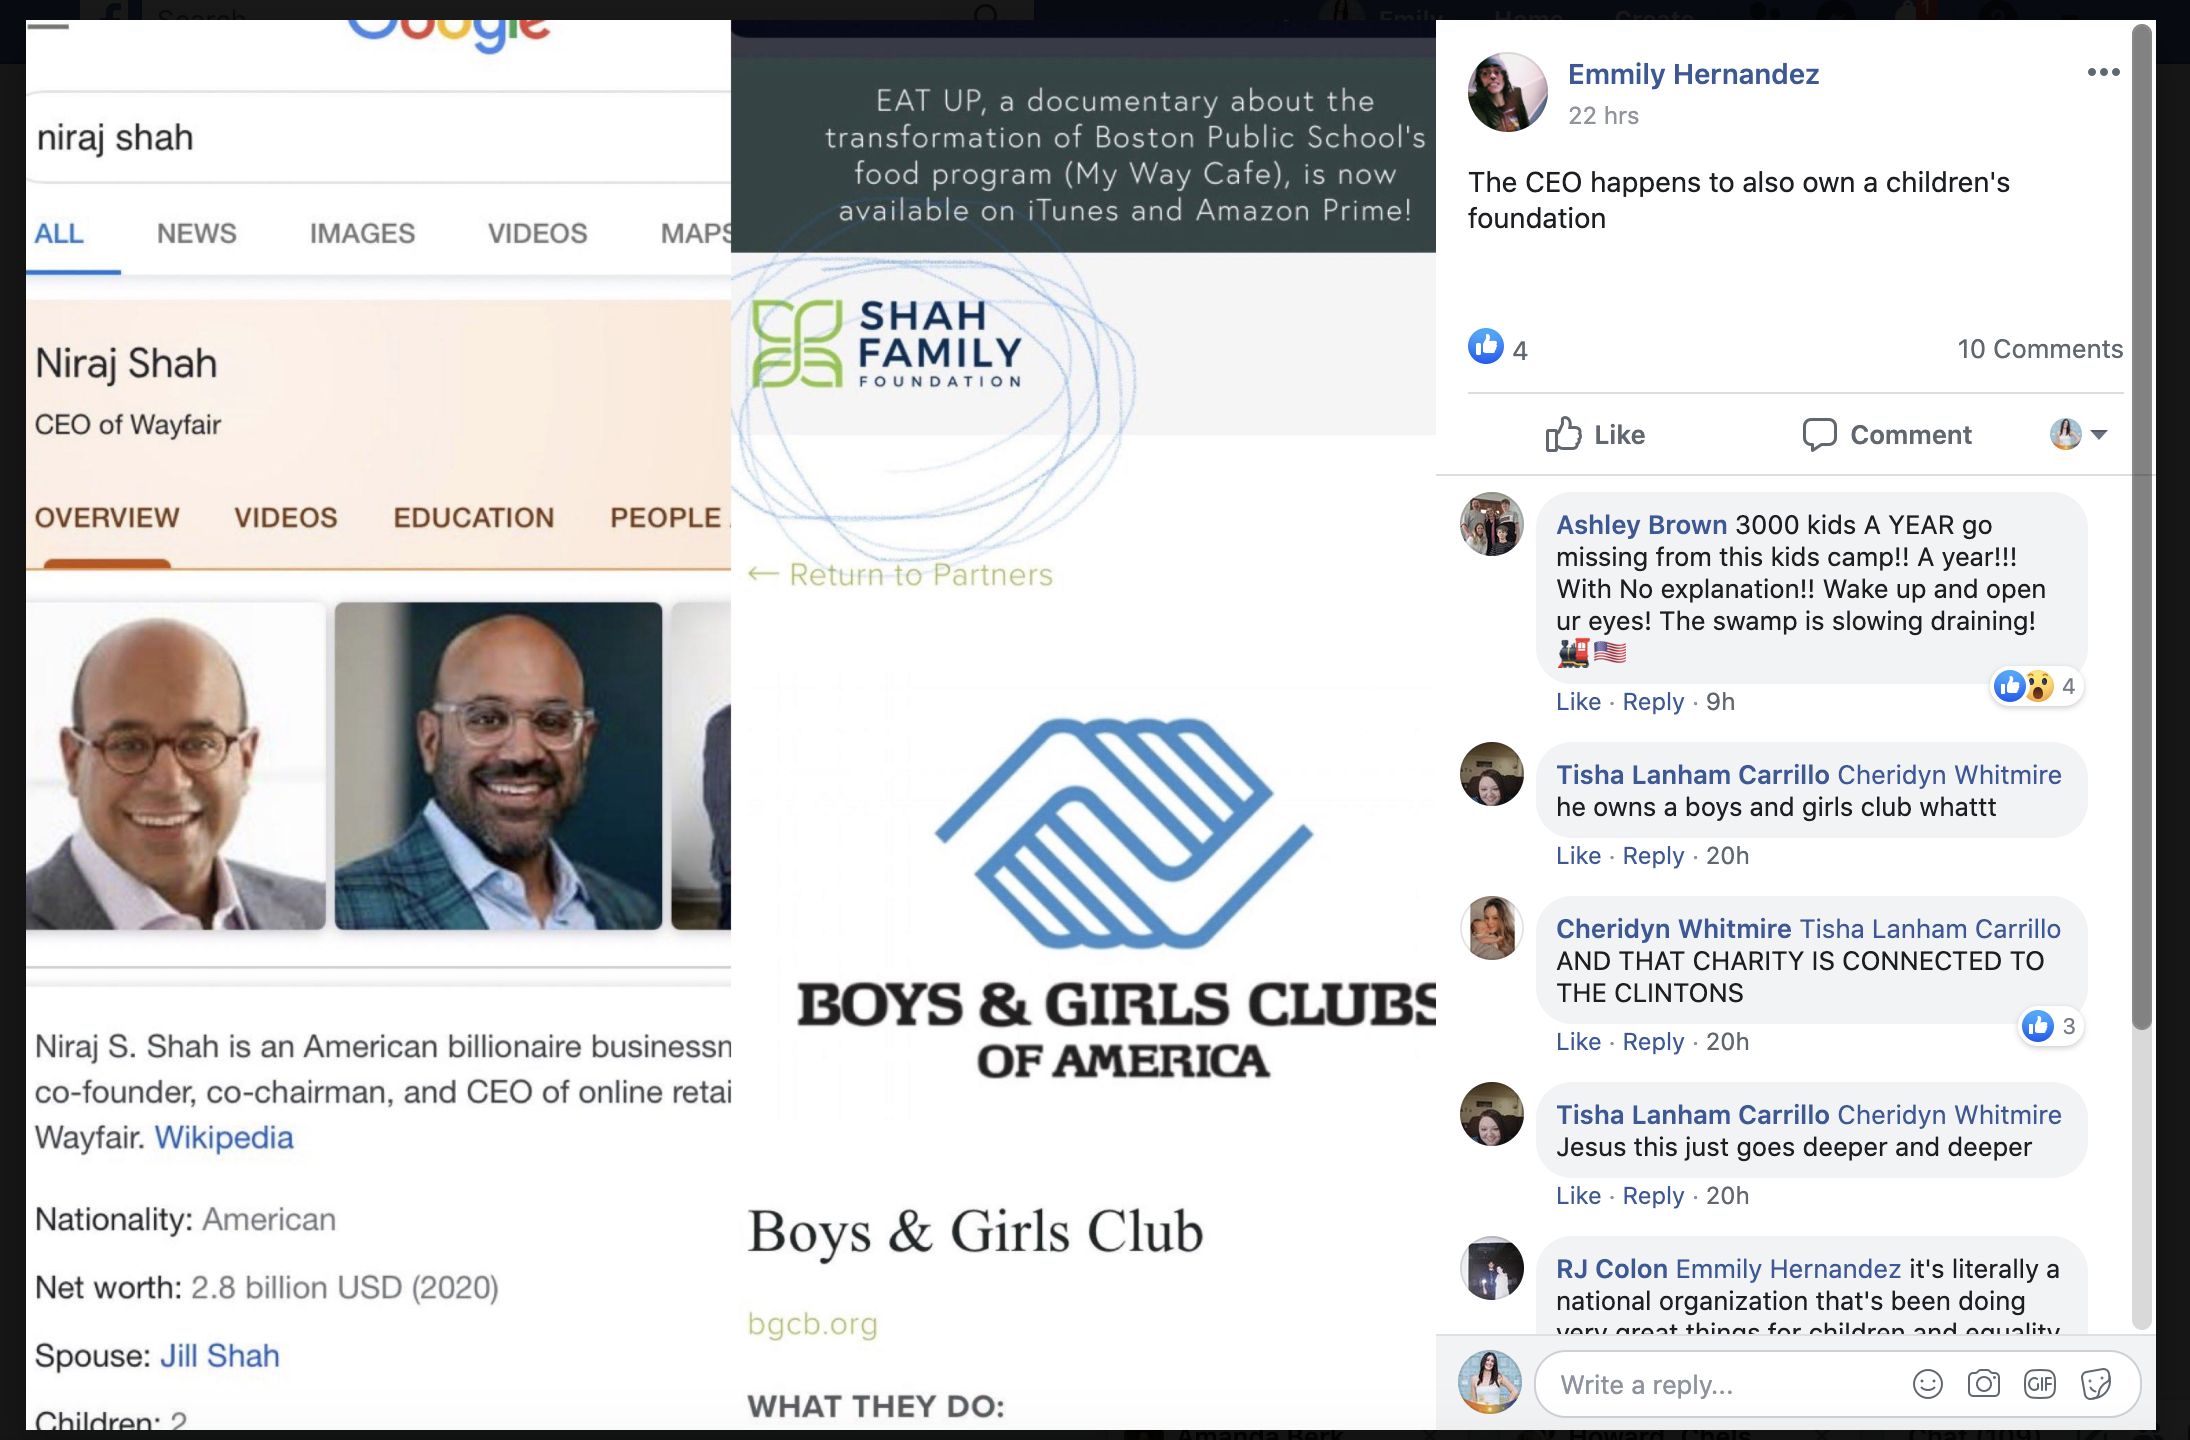 Google
niraj shah
ALL NEWS IMAGES VIDEOS MAPS
Niraj Shah
CEO of Wayfair
OVERVIEW VIDEOS EDUCATION PEOPLE
Niraj S. Shah is an American billionaire businessm
co-founder, co-chairman, and CEO of online retai
Wayfair. Wikipedia
Nationality: American
Net worth: 2.8 billion USD (2020)
Spouse: Jill Shah
Children: 2
EAT UP, a documentary about the
transformation of Boston Public School's
food program (My Way Cafe), is now
available on iTunes and Amazon Prime!
SHAH
FAMILY
FOUNDATION
← Return to Partners
BOYS & GIRLS CLUBS
OF AMERICA
Boys & Girls Club
bgcb.org
WHAT THEY DO:
Emmily Hernandez
22 hrs
The CEO happens to also own a children's
foundation
4
10 Comments
Like Comment
Ashley Brown 3000 kids A YEAR go
missing from this kids camp!! A year!!!
With No explanation!! Wake up and open
ur eyes! The swamp is slowing draining!
🚂🇺🇸
4
Like · Reply · 9h
Tisha Lanham Carrillo Cheridyn Whitmire
he owns a boys and girls club whattt
Like · Reply · 20h
Cheridyn Whitmire Tisha Lanham Carrillo
AND THAT CHARITY IS CONNECTED TO
THE CLINTONS
3
Like · Reply · 20h
Tisha Lanham Carrillo Cheridyn Whitmire
Jesus this just goes deeper and deeper
Like · Reply · 20h
RJ Colon Emmily Hernandez it's literally a
national organization that's been doing
very great things for children and equality
Write a reply...
GIF